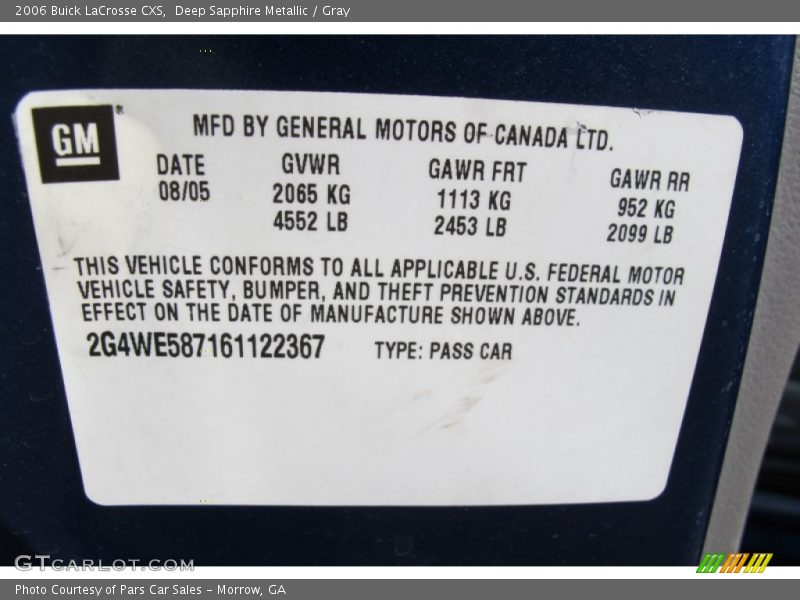 2006 Buick LaCrosse CXS, Deep Sapphire Metallic / Gray
GM®
MFD BY GENERAL MOTORS OF CANADA LTD.
DATE GVWR GAWR FRT GAWR RR
08/05 2065 KG 1113 KG 952 KG
4552 LB 2453 LB 2099 LB
THIS VEHICLE CONFORMS TO ALL APPLICABLE U.S. FEDERAL MOTOR
VEHICLE SAFETY, BUMPER, AND THEFT PREVENTION STANDARDS IN
EFFECT ON THE DATE OF MANUFACTURE SHOWN ABOVE.
2G4WE587161122367 TYPE: PASS CAR
GTCARLOT.COM
Photo Courtesy of Pars Car Sales - Morrow, GA